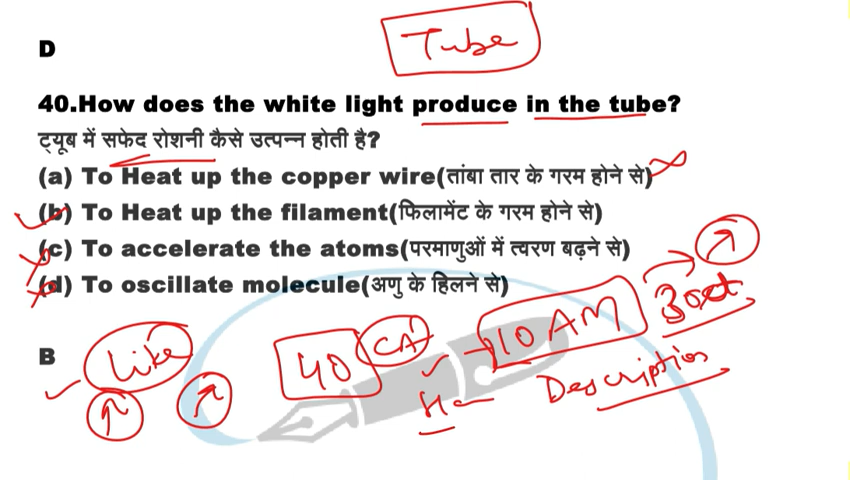 Tube
D
40.How does the white light produce in the tube?
ट्यूब में सफेद रोशनी कैसे उत्पन्न होती है?
(a) To Heat up the copper wire(तांबा तार के गरम होने से)
(b) To Heat up the filament(फिलामेंट के गरम होने से)
(c) To accelerate the atoms(परमाणुओं में त्वरण बढ़ने से)
(d) To oscillate molecule(अणु के हिलने से)
B
Like
40 CA 10 AM 3 oct
Description